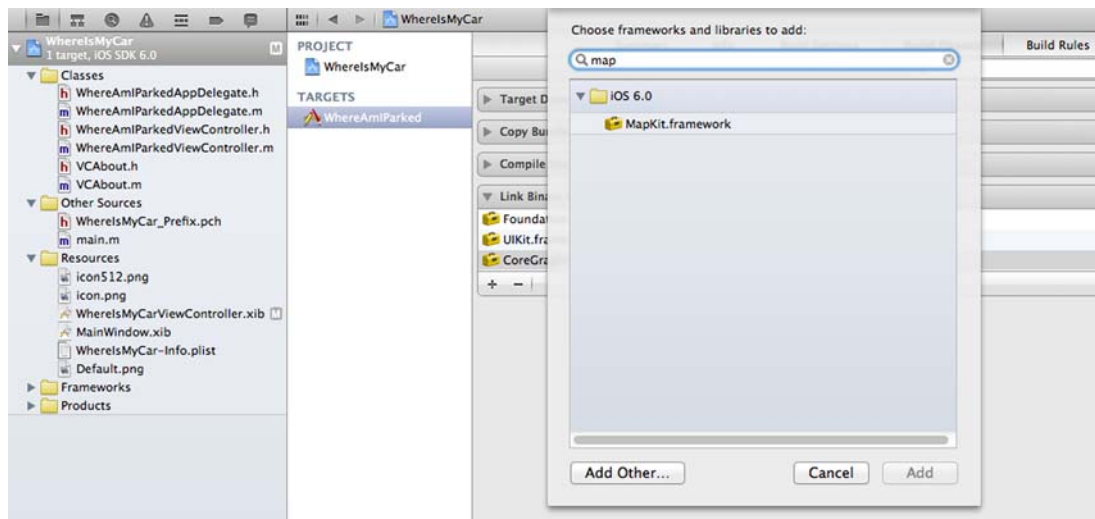 WhereIsMyCar
1 target, iOS SDK 6.0
M
Classes
WhereAmIParkedAppDelegate.h
WhereAmIParkedAppDelegate.m
WhereAmIParkedViewController.h
WhereAmIParkedViewController.m
VCAbout.h
VCAbout.m
Other Sources
WhereIsMyCar_Prefix.pch
main.m
Resources
icon512.png
icon.png
WhereIsMyCarViewController.xib
MainWindow.xib
WhereIsMyCar-Info.plist
Default.png
Frameworks
Products
WhereIsMyCar
PROJECT
WhereIsMyCar
TARGETS
WhereAmIParked
Target D
Copy Bu
Compile
Link Bina
Foundat
UIKit.fra
CoreGra
+ −
Choose frameworks and libraries to add:
map
iOS 6.0
MapKit.framework
Add Other...
Cancel
Add
Build Rules